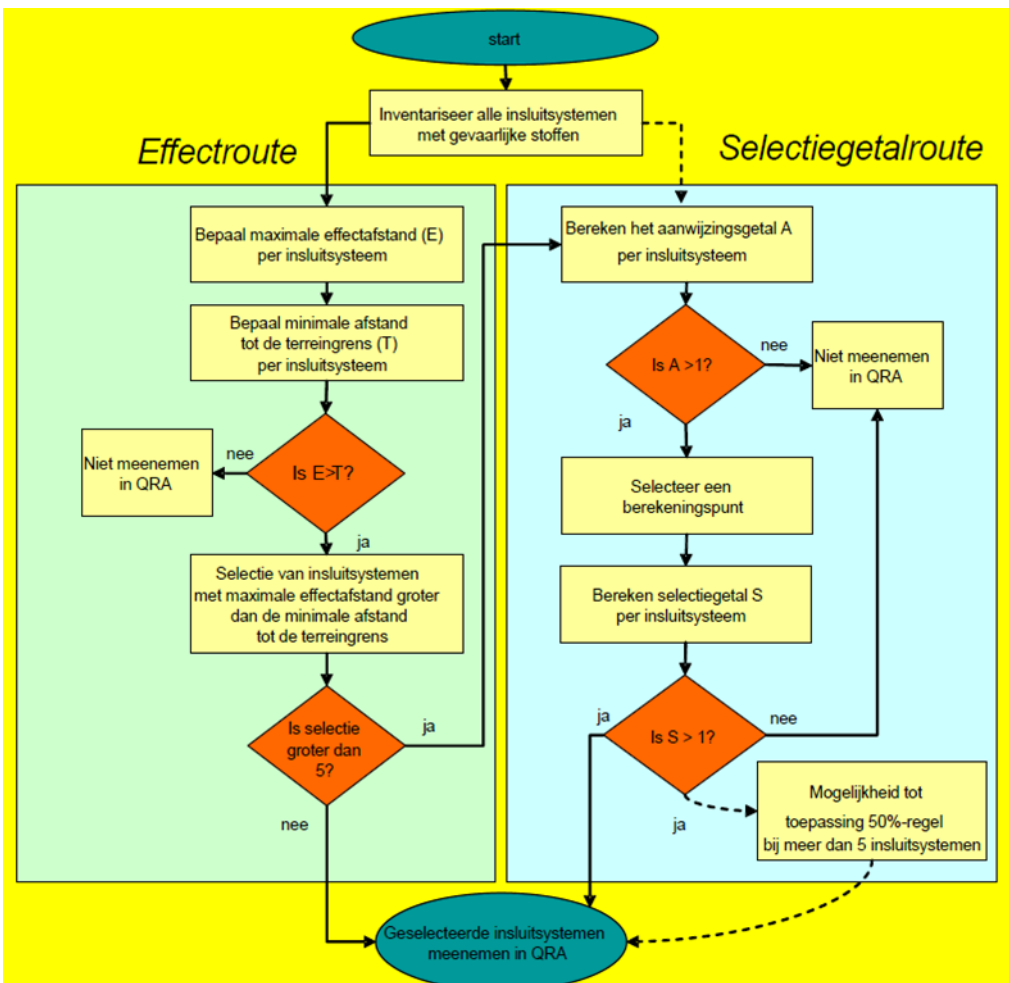 start
Inventariseer alle insluitsystemen
met gevaarlijke stoffen
Effectroute
Bepaal maximale effectafstand (E)
per insluitsysteem
Bepaal minimale afstand
tot de terreingrens (T)
per insluitsysteem
Is E>T?
nee
Niet meenemen
in QRA
ja
Selectie van insluitsystemen
met maximale effectafstand groter
dan de minimale afstand
tot de terreingrens
Is selectie
groter dan
5?
ja
nee
Selectiegetalroute
Bereken het aanwijzingsgetal A
per insluitsysteem
Is A >1?
nee
Niet meenemen
in QRA
ja
Selecteer een
berekeningspunt
Bereken selectiegetal S
per insluitsysteem
Is S > 1?
ja
nee
ja
Mogelijkheid tot
toepassing 50%-regel
bij meer dan 5 insluitsystemen
Geselecteerde insluitsystemen
meenemen in QRA